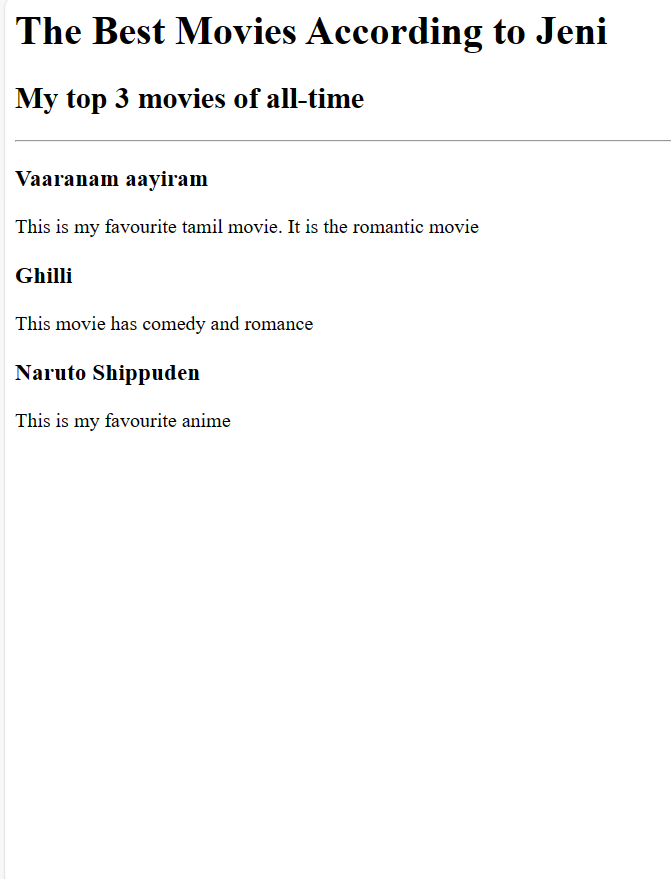 The Best Movies According to Jeni
My top 3 movies of all-time
Vaaranam aayiram
This is my favourite tamil movie. It is the romantic movie
Ghilli
This movie has comedy and romance
Naruto Shippuden
This is my favourite anime